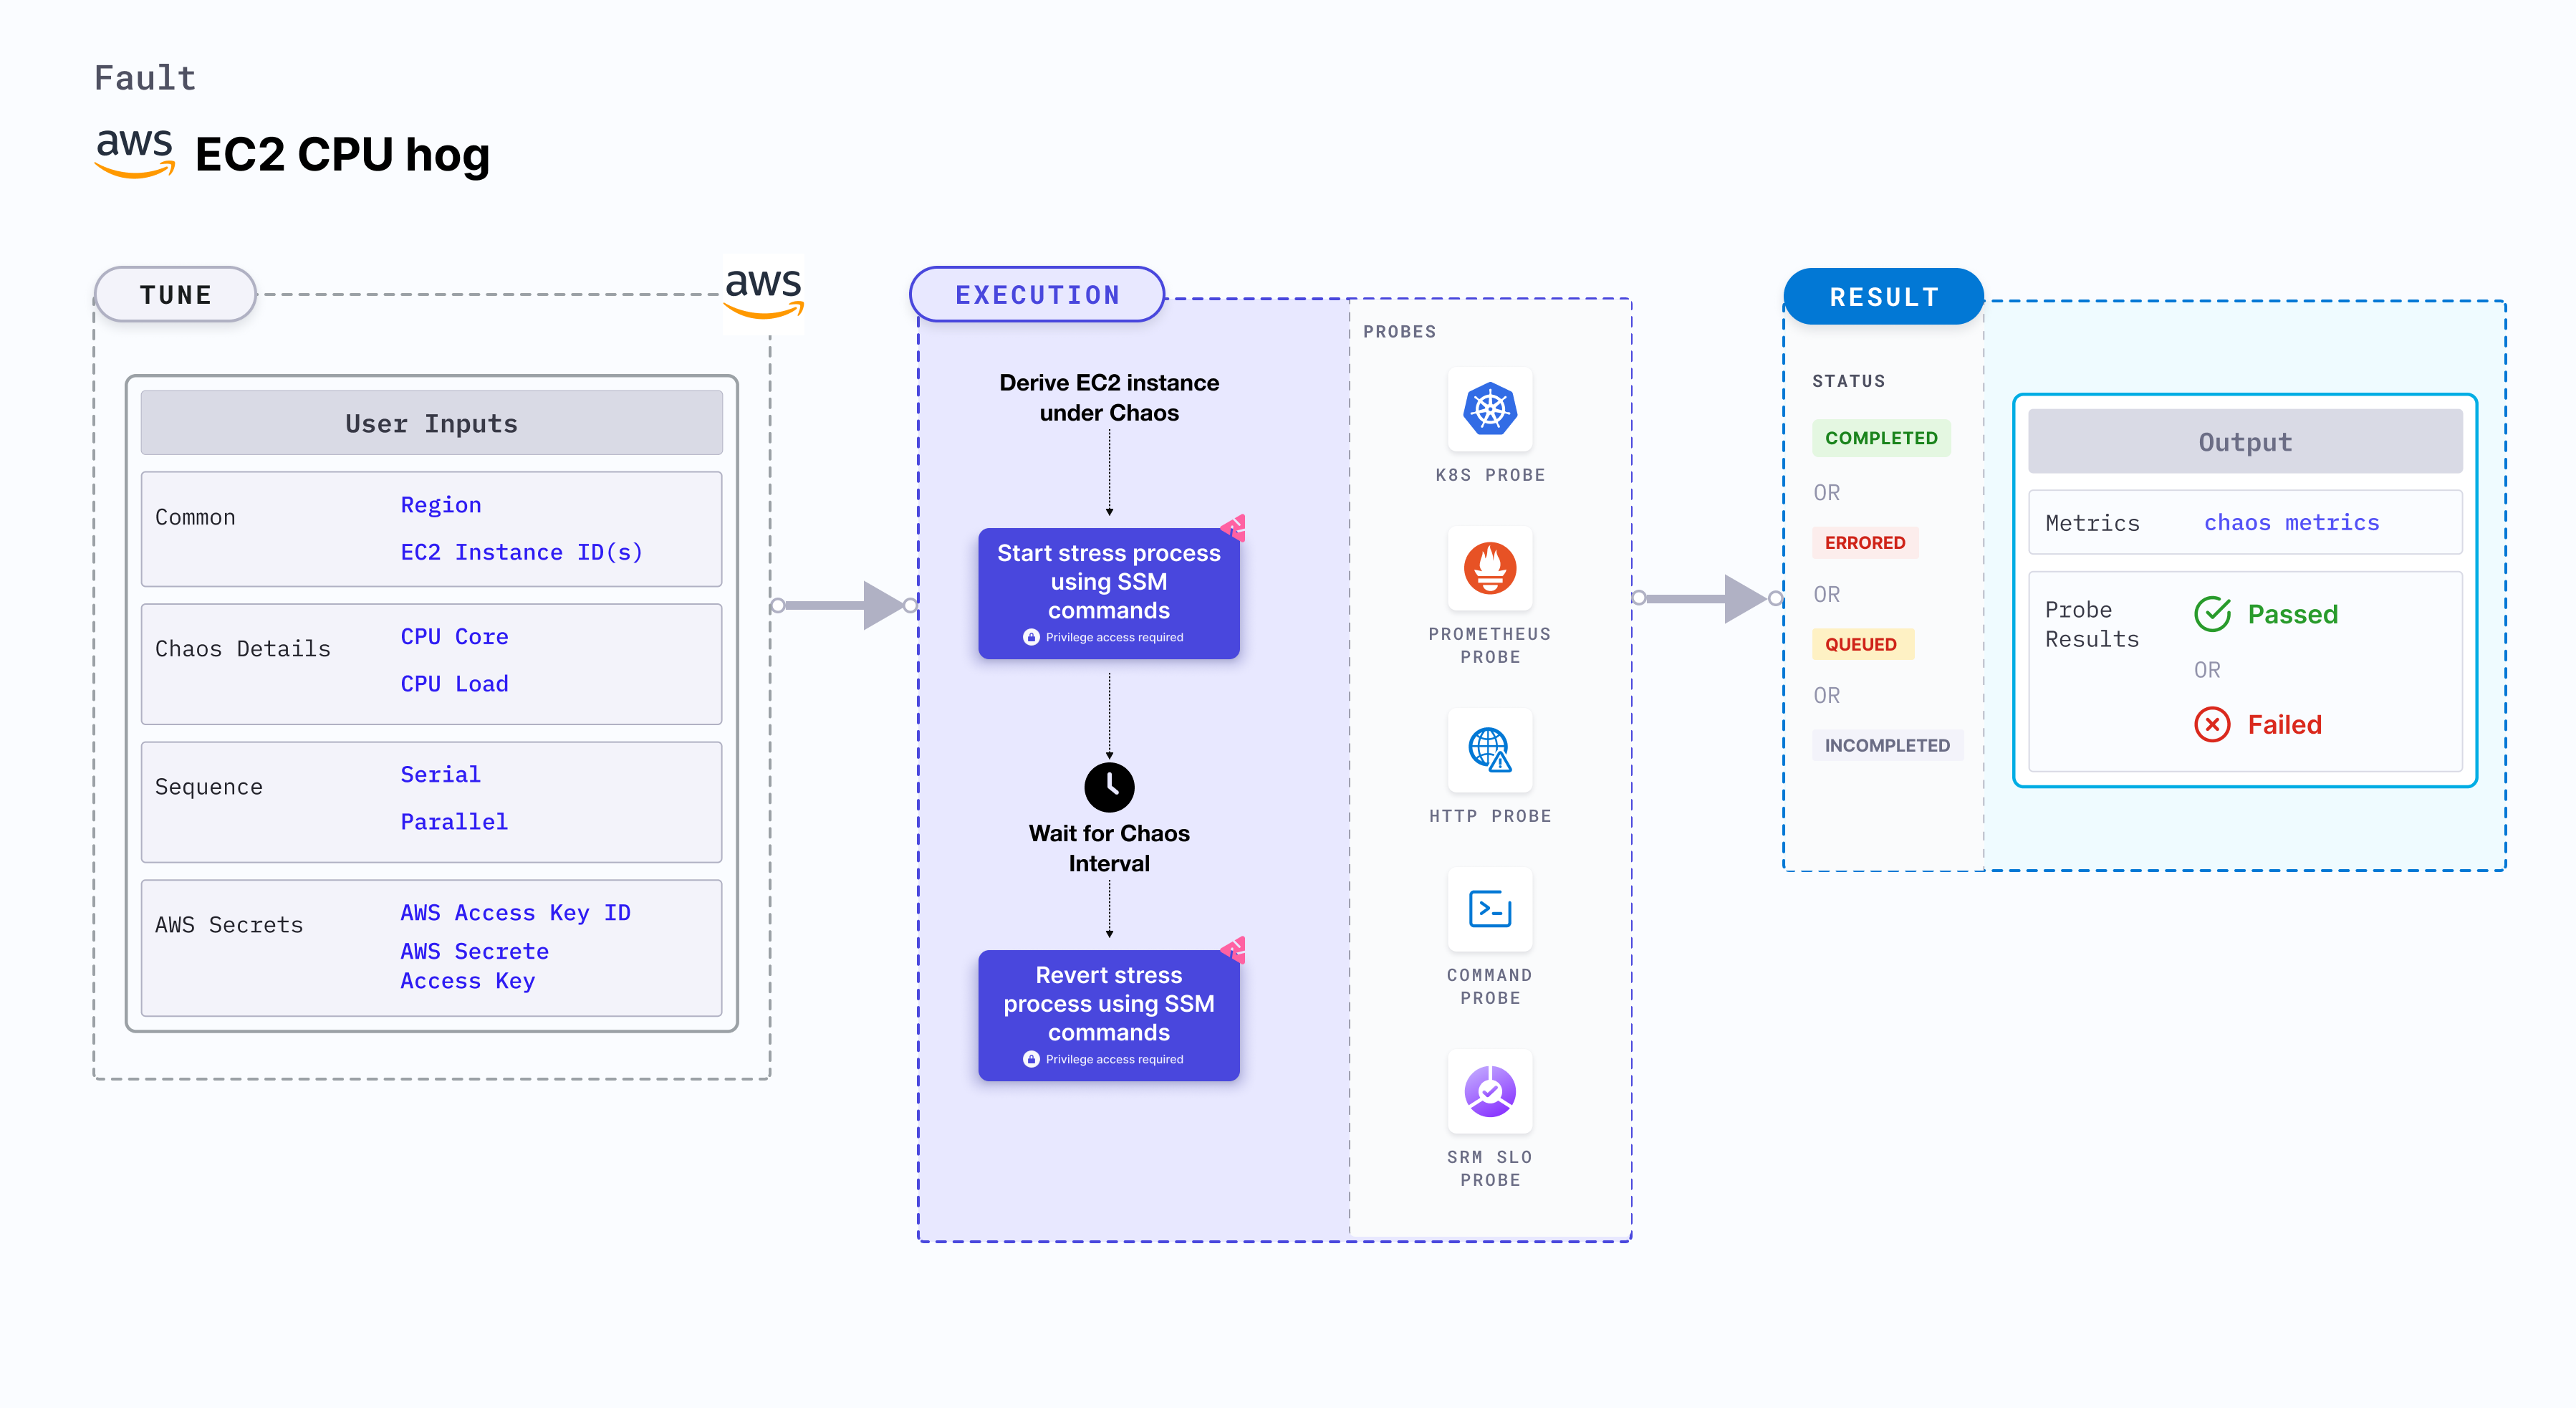 Fault
aws EC2 CPU hog
TUNE
aws
User Inputs
Common
Region
EC2 Instance ID(s)
Chaos Details
CPU Core
CPU Load
Sequence
Serial
Parallel
AWS Secrets
AWS Access Key ID
AWS Secrete
Access Key
EXECUTION
Derive EC2 instance
under Chaos
Start stress process
using SSM
commands
Privilege access required
Wait for Chaos
Interval
Revert stress
process using SSM
commands
Privilege access required
PROBES
K8S PROBE
PROMETHEUS
PROBE
HTTP PROBE
COMMAND
PROBE
SRM SLO
PROBE
RESULT
STATUS
COMPLETED
OR
ERRORED
OR
QUEUED
OR
INCOMPLETED
Output
Metrics
chaos metrics
Probe
Results
Passed
OR
Failed